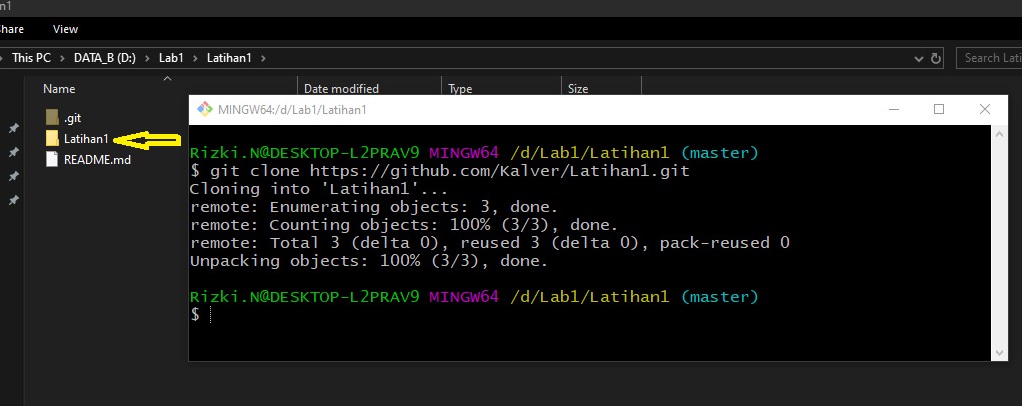 n1
Share View
This PC > DATA_B (D:) > Lab1 > Latihan1 >
Search Lati
Name Date modified Type Size
.git
Latihan1
README.md
MINGW64:/d/Lab1/Latihan1
Rizki.N@DESKTOP-L2PRAV9 MINGW64 /d/Lab1/Latihan1 (master)
$ git clone https://github.com/Kalver/Latihan1.git
Cloning into 'Latihan1'...
remote: Enumerating objects: 3, done.
remote: Counting objects: 100% (3/3), done.
remote: Total 3 (delta 0), reused 3 (delta 0), pack-reused 0
Unpacking objects: 100% (3/3), done.
Rizki.N@DESKTOP-L2PRAV9 MINGW64 /d/Lab1/Latihan1 (master)
$